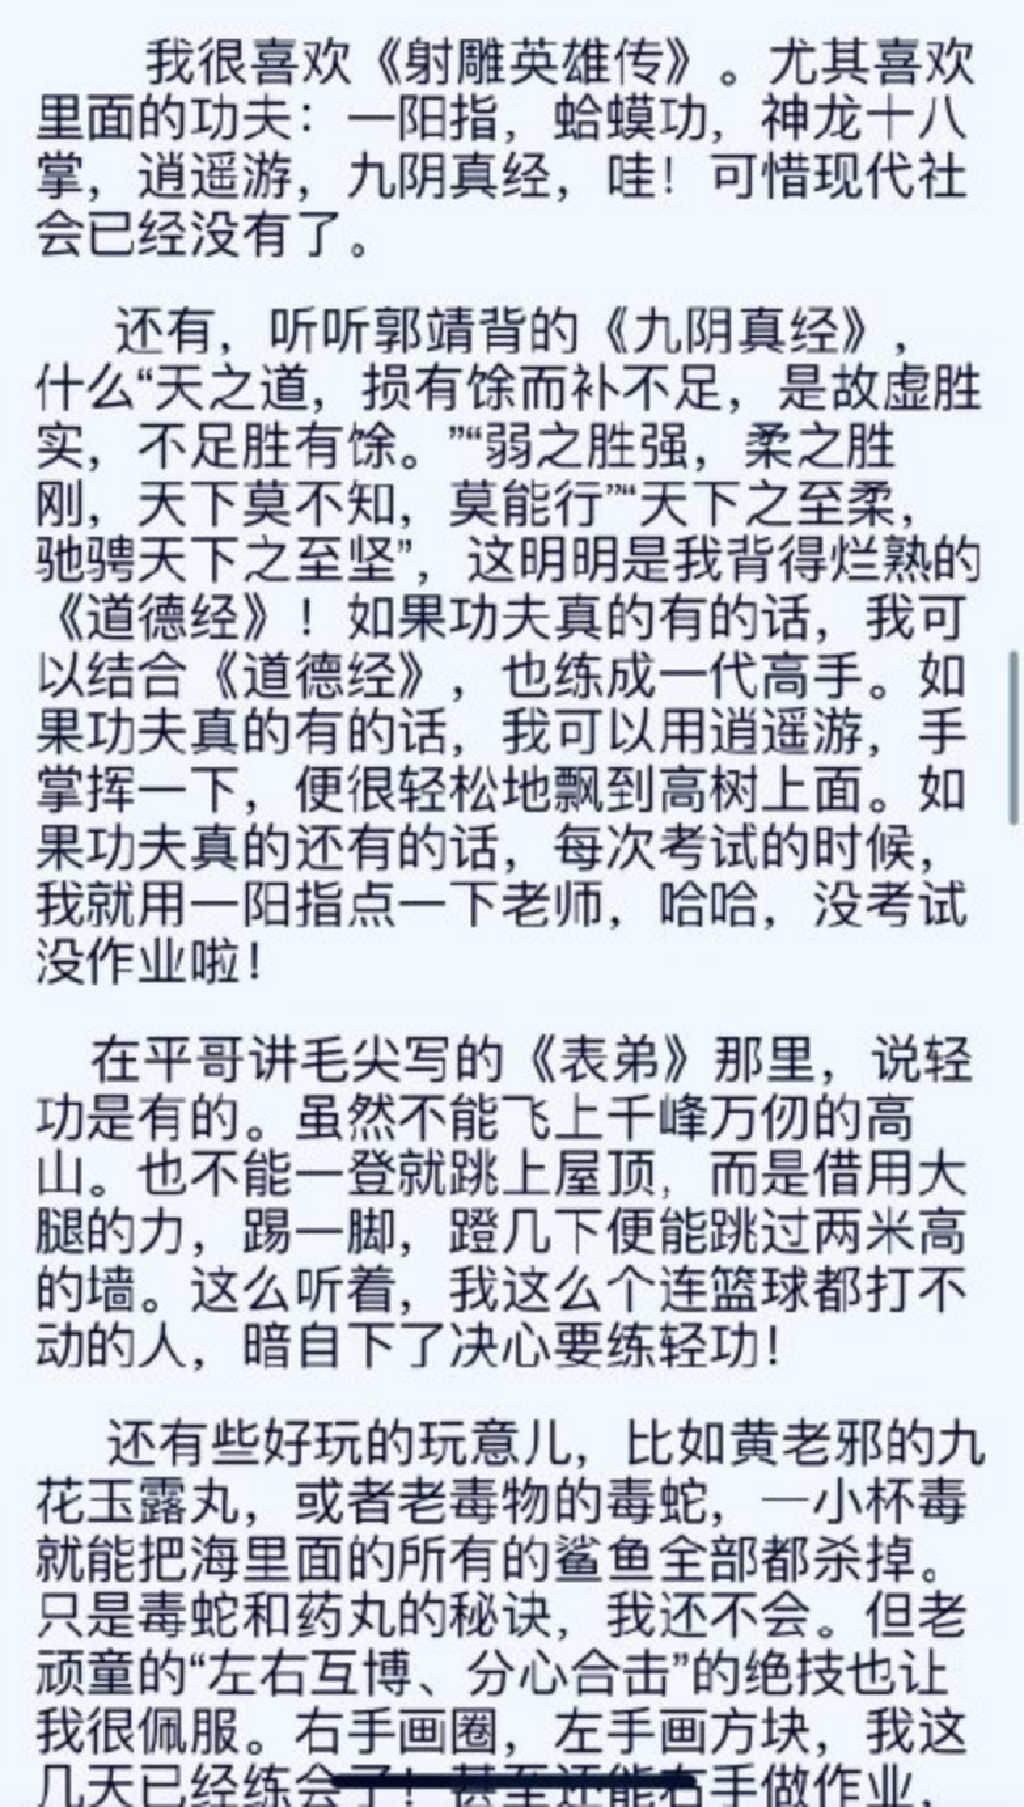 我很喜欢《射雕英雄传》。尤其喜欢
里面的功夫：一阳指，蛤蟆功，神龙十八
掌，逍遥游，九阴真经，哇！可惜现代社
会已经没有了。
还有，听听郭靖背的《九阴真经》，
什么“天之道，损有馀而补不足，是故虚胜
实，不足胜有馀。”“弱之胜强，柔之胜
刚，天下莫不知，莫能行”“天下之至柔，
驰骋天下之至坚”，这明明是我背得烂熟的
《道德经》！如果功夫真的有的话，我可
以结合《道德经》，也练成一代高手。如
果功夫真的有的话，我可以用逍遥游，手
掌挥一下，便很轻松地飘到高树上面。如
果功夫真的还有的话，每次考试的时候，
我就用一阳指点一下老师，哈哈，没考试
没作业啦！
在平哥讲毛尖写的《表弟》那里，说轻
功是有的。虽然不能飞上千峰万仞的高
山。也不能一登就跳上屋顶，而是借用大
腿的力，踢一脚，蹬几下便能跳过两米高
的墙。这么听着，我这么个连篮球都打不
动的人，暗自下了决心要练轻功！
还有些好玩的玩意儿，比如黄老邪的九
花玉露丸，或者老毒物的毒蛇，一小杯毒
就能把海里面的所有的鲨鱼全部都杀掉。
只是毒蛇和药丸的秘诀，我还不会。但老
顽童的“左右互博、分心合击”的绝技也让
我很佩服。右手画圈，左手画方块，我这
几天已经练会了！甚至还能右手做作业，